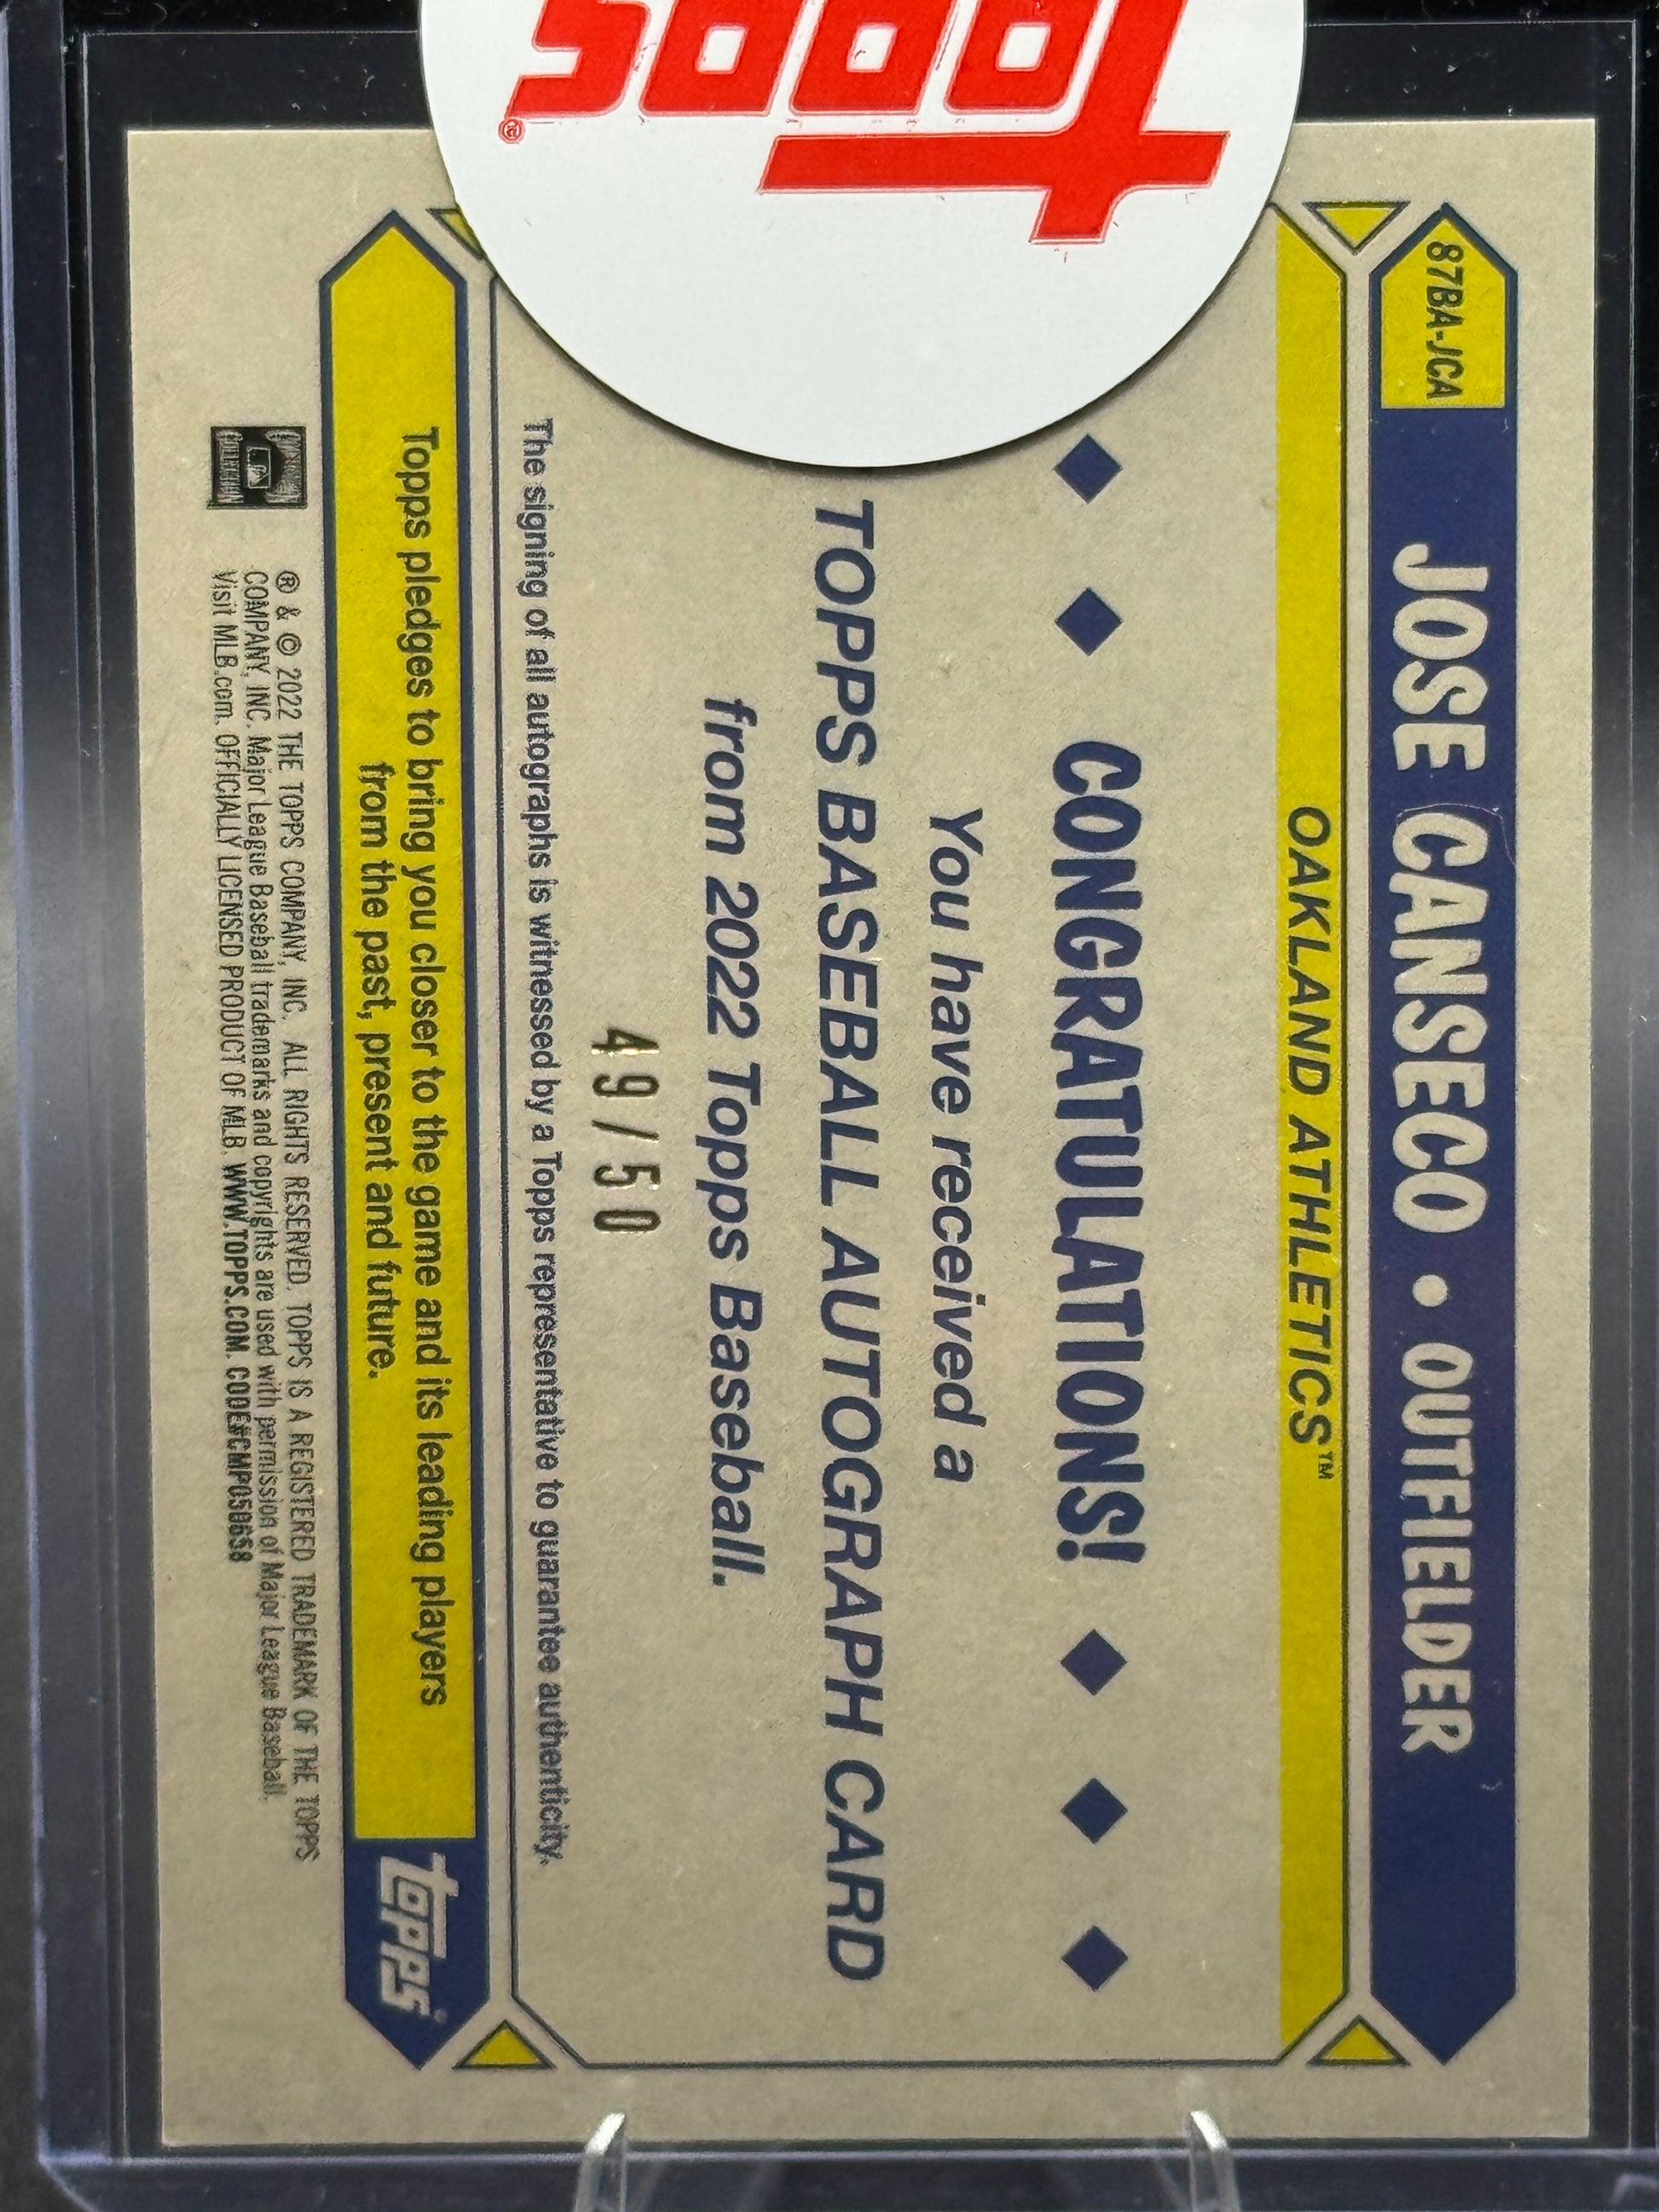 topps®
87BA-JCA
JOSE CANSECO • OUTFIELDER
OAKLAND ATHLETICS™
CONGRATULATIONS!
You have received a
TOPPS BASEBALL AUTOGRAPH CARD
from 2022 Topps Baseball.
49/50
The signing of all autographs is witnessed by a Topps representative to guarantee authenticity.
Topps pledges to bring you closer to the game and its leading players
from the past, present and future.
topps
® & © 2022 THE TOPPS COMPANY, INC. ALL RIGHTS RESERVED. TOPPS IS A REGISTERED TRADEMARK OF THE TOPPS
COMPANY, INC. Major League Baseball trademarks and copyrights are used with permission of Major League Baseball.
Visit MLB.com. OFFICIALLY LICENSED PRODUCT OF MLB. WWW.TOPPS.COM. CODE#CMP050658